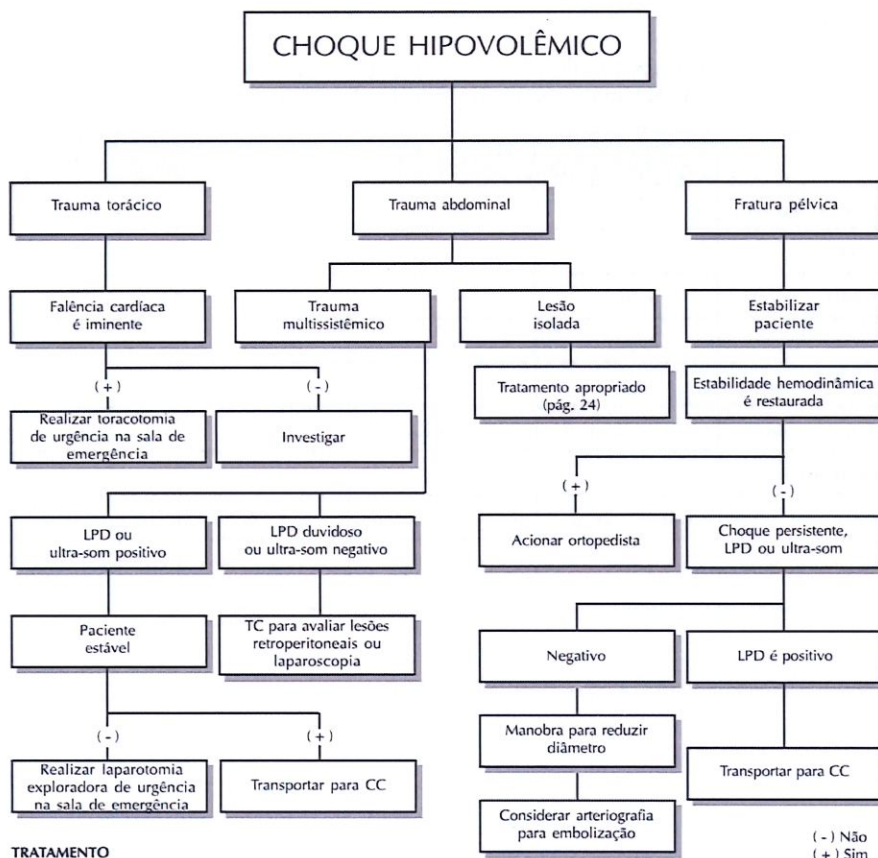 CHOQUE HIPOVOLÊMICO
Trauma torácico
Trauma abdominal
Fratura pélvica
Falência cardíaca
é iminente
Trauma
multissistêmico
Lesão
isolada
Estabilizar
paciente
(+)
(-)
Realizar toracotomia
de urgência na sala de
emergência
Investigar
Tratamento apropriado
(pág. 24)
Estabilidade hemodinâmica
é restaurada
(+)
(-)
LPD ou
ultra-som positivo
LPD duvidoso
ou ultra-som negativo
Acionar ortopedista
Choque persistente,
LPD ou ultra-som
Paciente
estável
TC para avaliar lesões
retroperitoneais ou
laparoscopia
Negativo
LPD é positivo
(-)
(+)
Manobra para reduzir
diâmetro
Realizar laparotomia
exploradora de urgência
na sala de emergência
Transportar para CC
Considerar arteriografia
para embolização
Transportar para CC
TRATAMENTO
(-) Não
(+) Sim